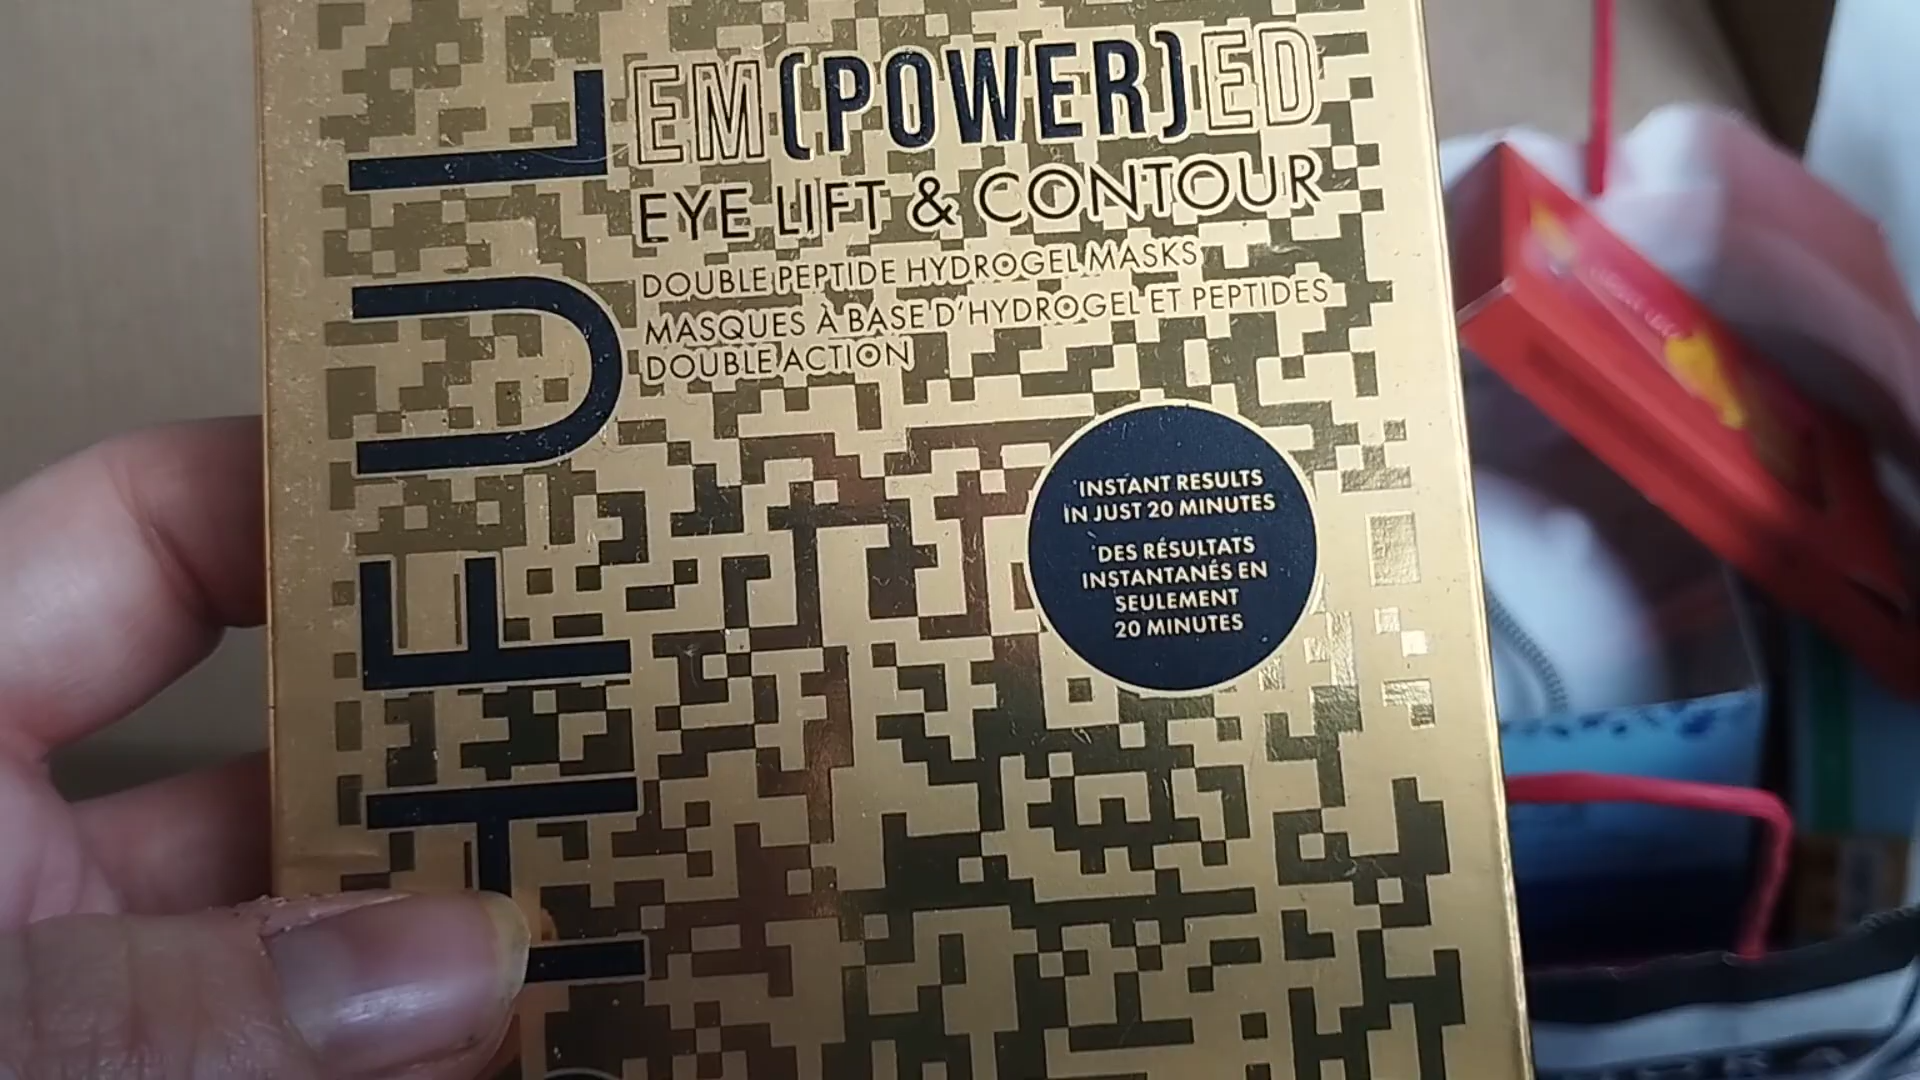 EM(POWER)ED
EYE LIFT & CONTOUR
DOUBLE PEPTIDE HYDROGEL MASKS
MASQUES À BASE D'HYDROGEL ET PEPTIDES
DOUBLE ACTION
INSTANT RESULTS
IN JUST 20 MINUTES
DES RÉSULTATS
INSTANTANÉS EN
SEULEMENT
20 MINUTES